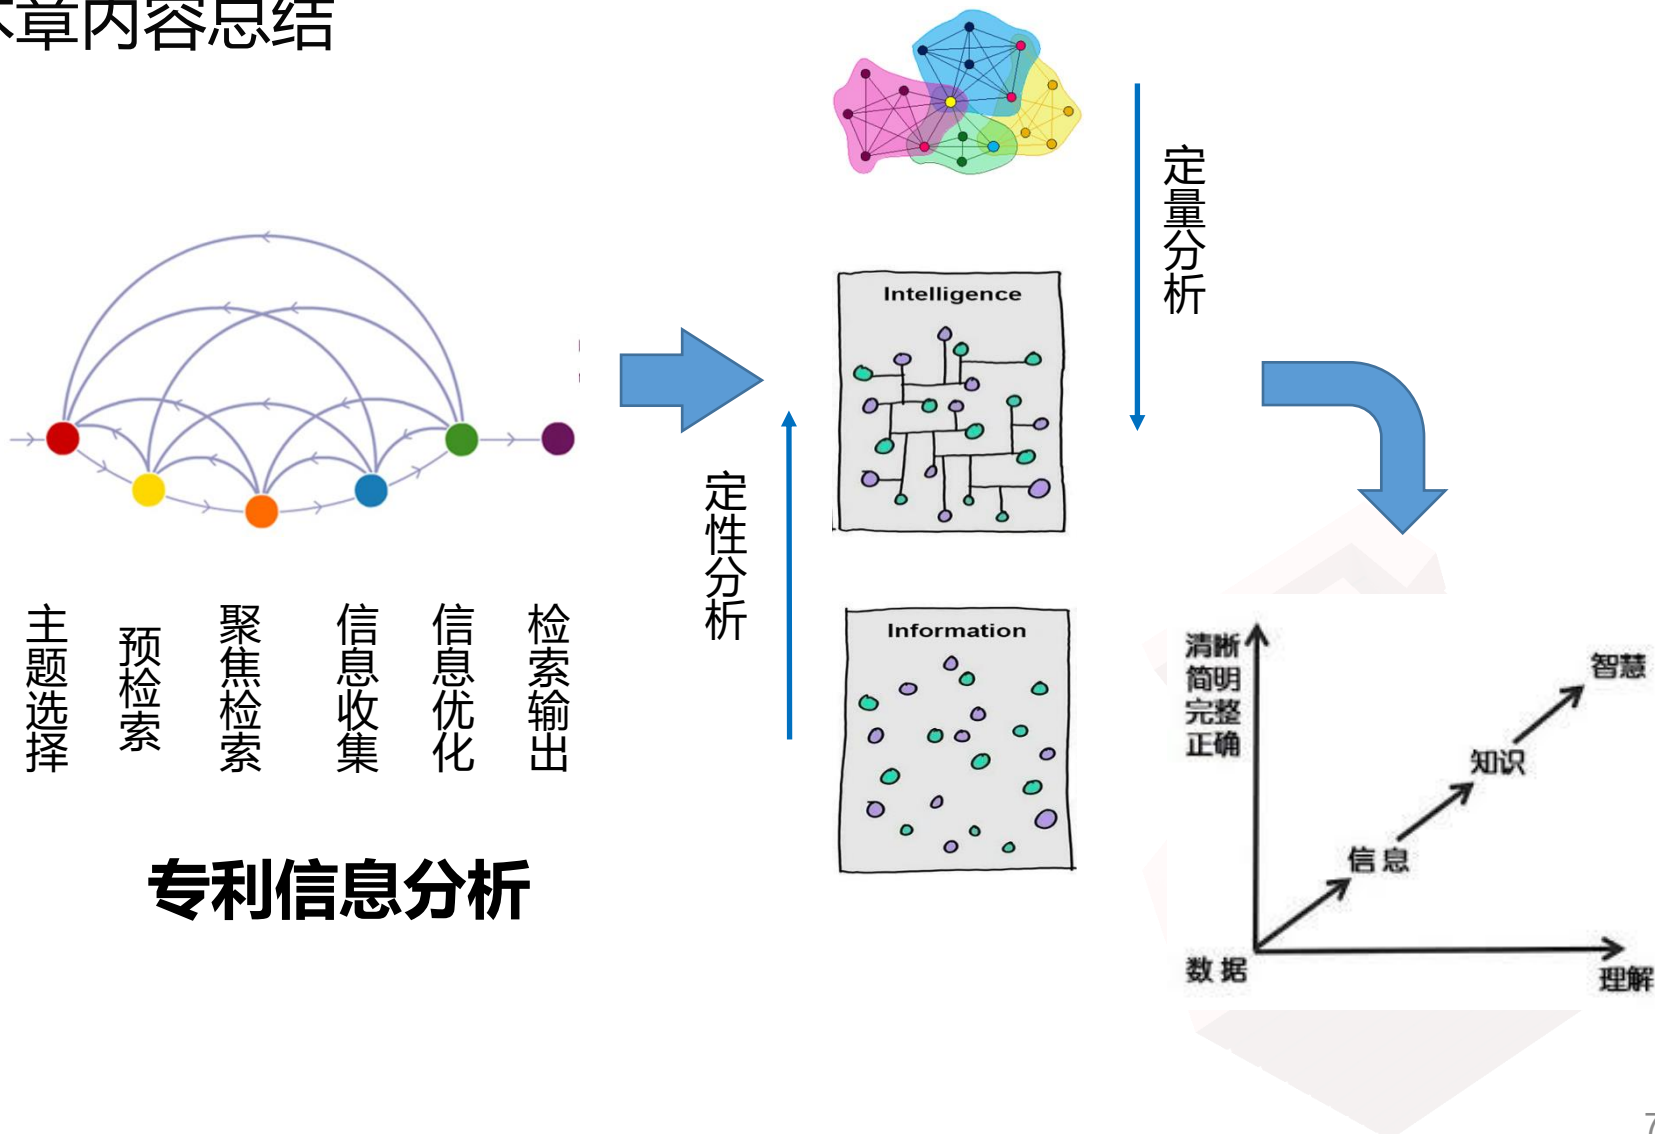 本章内容总结
定量分析
Intelligence
定性分析
Information
主题选择
预检索
聚焦检索
信息收集
信息优化
检索输出
专利信息分析
清晰
简明
完整
正确
智慧
知识
信息
数据
理解
7